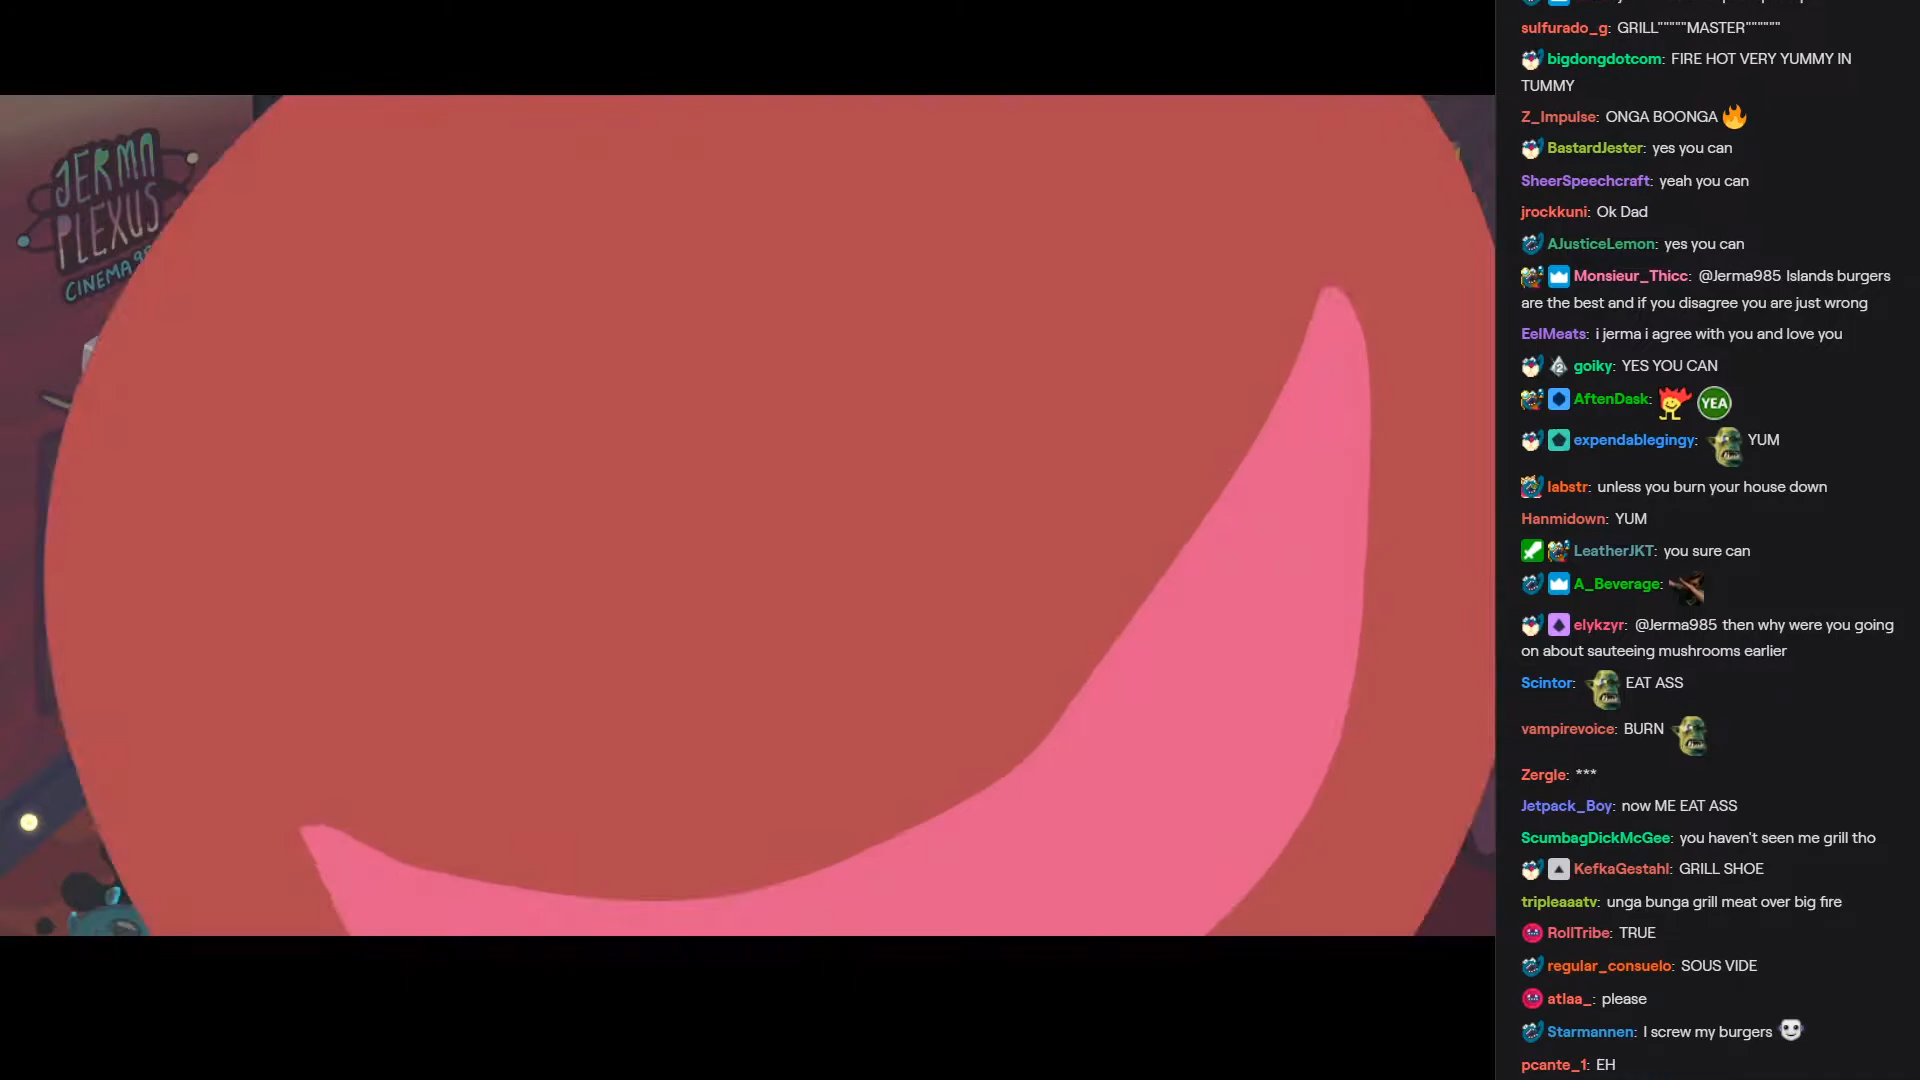 JERMA
PLEXUS
CINEMA
sulfurado_g: GRILL"""""MASTER""""""
bigdongdotcom: FIRE HOT VERY YUMMY IN
TUMMY
Z_Impulse: ONGA BOONGA
BastardJester: yes you can
SheerSpeechcraft: yeah you can
jrockkuni: Ok Dad
AJusticeLemon: yes you can
Monsieur_Thicc: @Jerma985 Islands burgers
are the best and if you disagree you are just wrong
EelMeats: i jerma i agree with you and love you
2 goiky: YES YOU CAN
AftenDask: YEA
expendablegingy: YUM
labstr: unless you burn your house down
Hanmidown: YUM
LeatherJKT: you sure can
A_Beverage:
elykzyr: @Jerma985 then why were you going
on about sauteeing mushrooms earlier
Scintor: EAT ASS
vampirevoice: BURN
Zergle: ***
Jetpack_Boy: now ME EAT ASS
ScumbagDickMcGee: you haven't seen me grill tho
KefkaGestahl: GRILL SHOE
tripleaaatv: unga bunga grill meat over big fire
RollTribe: TRUE
regular_consuelo: SOUS VIDE
atlaa_: please
Starmannen: I screw my burgers
pcante_1: EH